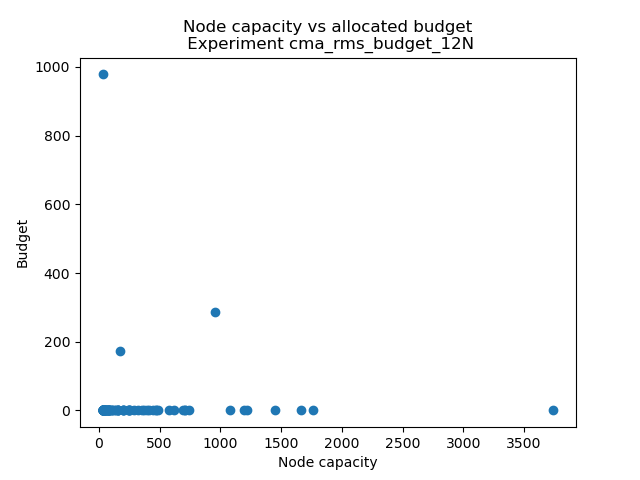 Node capacity vs allocated budget
Experiment cma_rms_budget_12N
1000
800
600
400
200
0
Budget
0 500 1000 1500 2000 2500 3000 3500
Node capacity